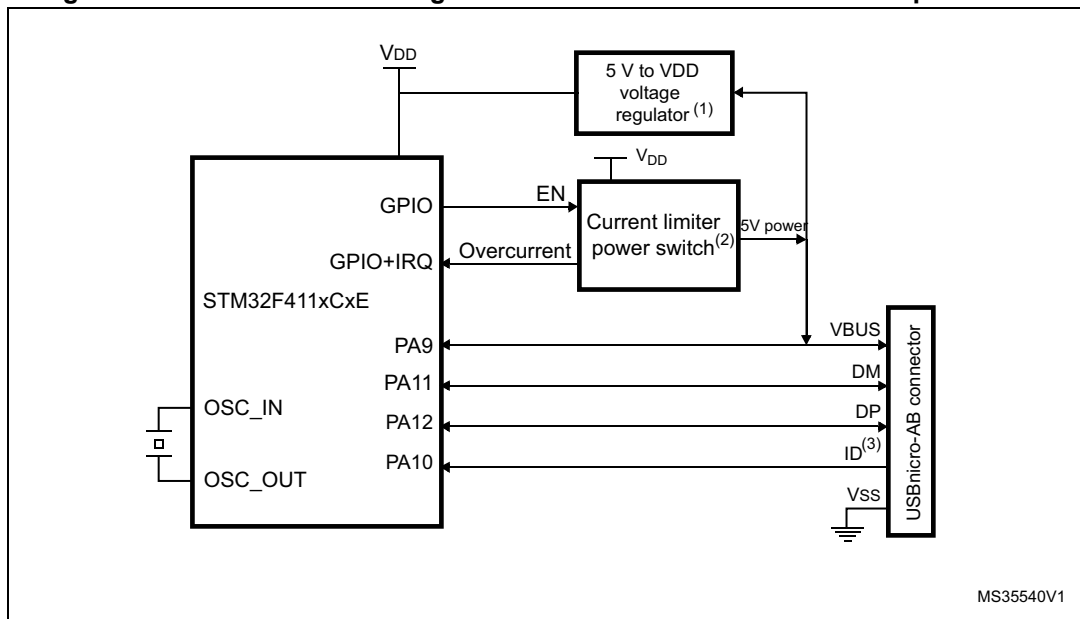 VDD
5 V to VDD
voltage
regulator (1)
VDD
GPIO
EN
Current limiter
power switch(2)
5V power
GPIO+IRQ
Overcurrent
STM32F411xCxE
PA9
VBUS
PA11
DM
OSC_IN
PA12
DP
PA10
ID(3)
OSC_OUT
VSS
USBnicro-AB connector
MS35540V1